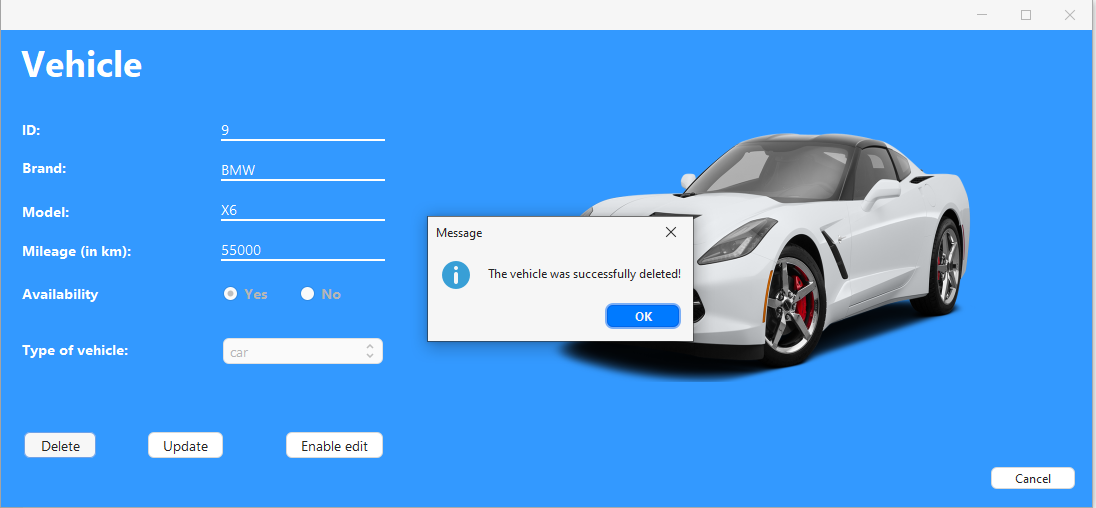 Vehicle
ID: 9
Brand: BMW
Model: X6
Mileage (in km): 55000
Availability Yes No
Type of vehicle: car
Message
The vehicle was successfully deleted!
OK
Delete Update Enable edit
Cancel